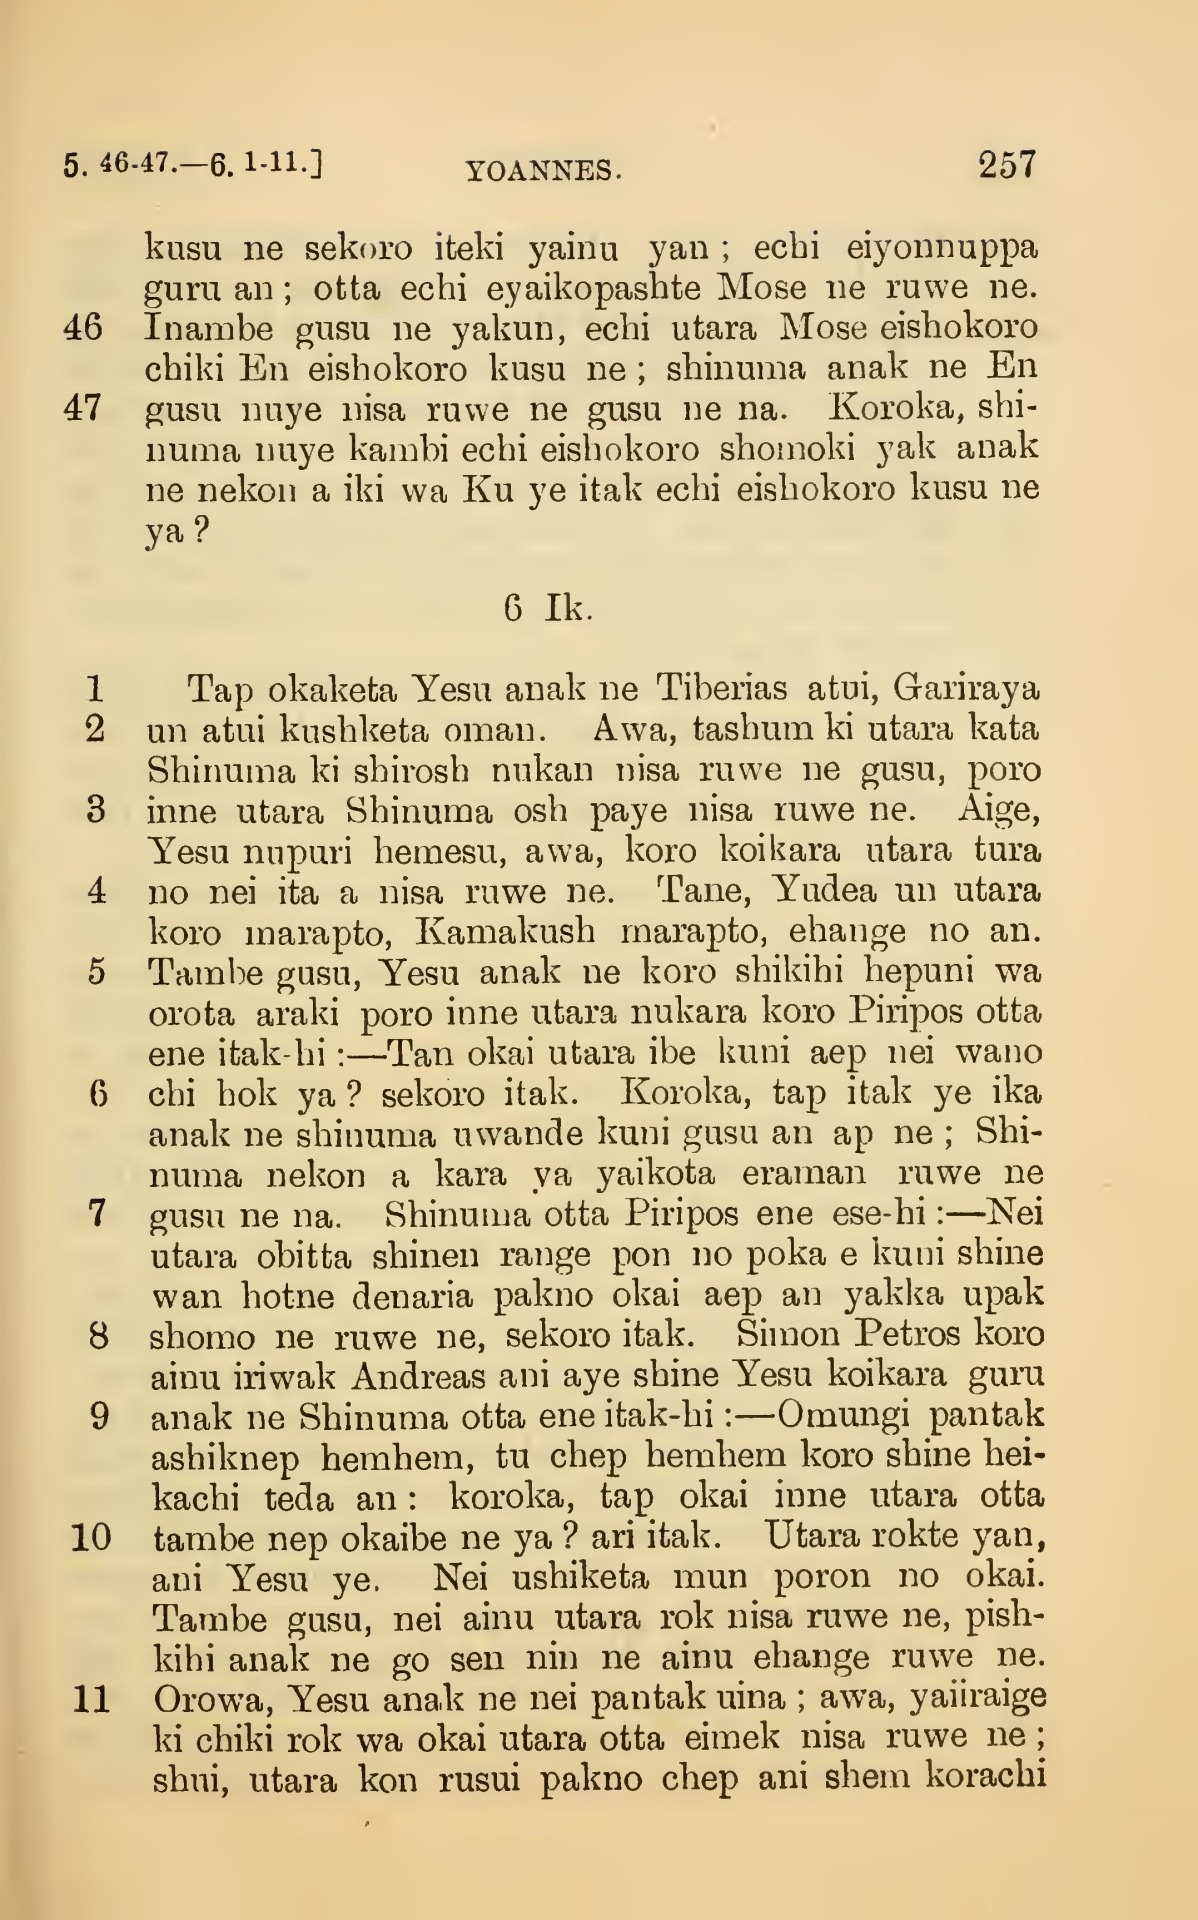 5. 46-47.—6. 1-11.] YOANNES. 257
kusu ne sekoro iteki yainu yan ; echi eiyonnuppa
guru an ; otta echi eyaikopashte Mose ne ruwe ne.
46 Inambe gusu ne yakun, echi utara Mose eishokoro
chiki En eishokoro kusu ne ; shinuma anak ne En
47 gusu nuye nisa ruwe ne gusu ne na. Koroka, shi-
numa nuye kambi echi eishokoro shomoki yak anak
ne nekon a iki wa Ku ye itak echi eishokoro kusu ne
ya ?
6 Ik.
1 Tap okaketa Yesu anak ne Tiberias atui, Gariraya
2 un atui kushketa oman. Awa, tashum ki utara kata
Shinuma ki shirosh nukan nisa ruwe ne gusu, poro
3 inne utara Shinuma osh paye nisa ruwe ne. Aige,
Yesu nupuri hemesu, awa, koro koikara utara tura
4 no nei ita a nisa ruwe ne. Tane, Yudea un utara
koro marapto, Kamakush marapto, ehange no an.
5 Tambe gusu, Yesu anak ne koro shikihi hepuni wa
orota araki poro inne utara nukara koro Piripos otta
ene itak-hi :—Tan okai utara ibe kuni aep nei wano
6 chi hok ya ? sekoro itak. Koroka, tap itak ye ika
anak ne shinuma uwande kuni gusu an ap ne ; Shi-
numa nekon a kara ya yaikota eraman ruwe ne
7 gusu ne na. Shinuma otta Piripos ene ese-hi :—Nei
utara obitta shinen range pon no poka e kuni shine
wan hotne denaria pakno okai aep an yakka upak
8 shomo ne ruwe ne, sekoro itak. Simon Petros koro
ainu iriwak Andreas ani aye shine Yesu koikara guru
9 anak ne Shinuma otta ene itak-hi :—Omungi pantak
ashiknep hemhem, tu chep hemhem koro shine hei-
kachi teda an : koroka, tap okai inne utara otta
10 tambe nep okaibe ne ya ? ari itak. Utara rokte yan,
ani Yesu ye. Nei ushiketa mun poron no okai.
Tambe gusu, nei ainu utara rok nisa ruwe ne, pish-
kihi anak ne go sen nin ne ainu ehange ruwe ne.
11 Orowa, Yesu anak ne nei pantak uina ; awa, yaiiraige
ki chiki rok wa okai utara otta eimek nisa ruwe ne ;
shui, utara kon rusui pakno chep ani shem korachi